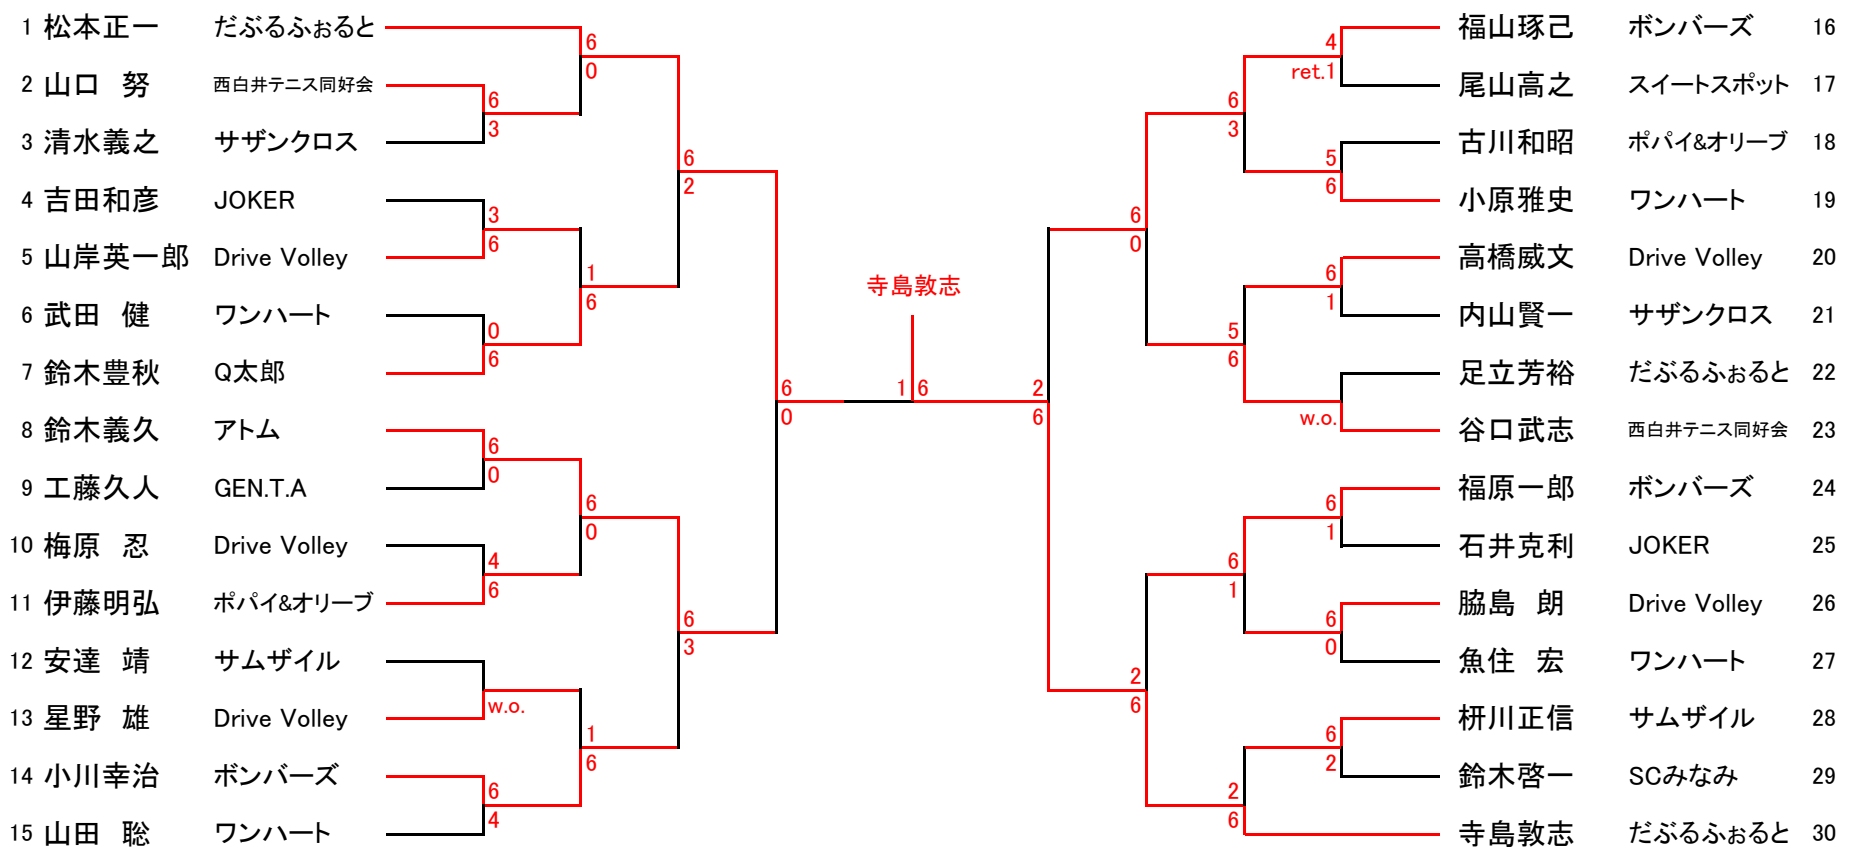 1 松本正一 だぶるふぉると
2 山口 努 西白井テニス同好会
3 清水義之 サザンクロス
4 吉田和彦 JOKER
5 山岸英一郎 Drive Volley
6 武田 健 ワンハート
7 鈴木豊秋 Q太郎
8 鈴木義久 アトム
9 工藤久人 GEN.T.A
10 梅原 忍 Drive Volley
11 伊藤明弘 ポパイ&オリーブ
12 安達 靖 サムザイル
13 星野 雄 Drive Volley
14 小川幸治 ボンバーズ
15 山田 聡 ワンハート
6
3
3
6
0
6
6
0
4
6
w.o.
6
4
6
0
1
6
6
0
1
6
6
2
6
3
6
0
寺島敦志
1 6
2
6
6
0
2
6
6
3
5
6
6
1
2
6
4
ret.1
5
6
6
1
w.o.
6
1
6
0
6
2
福山琢己 ボンバーズ 16
尾山高之 スイートスポット 17
古川和昭 ポパイ&オリーブ 18
小原雅史 ワンハート 19
高橋威文 Drive Volley 20
内山賢一 サザンクロス 21
足立芳裕 だぶるふぉると 22
谷口武志 西白井テニス同好会 23
福原一郎 ボンバーズ 24
石井克利 JOKER 25
脇島 朗 Drive Volley 26
魚住 宏 ワンハート 27
枡川正信 サムザイル 28
鈴木啓一 SCみなみ 29
寺島敦志 だぶるふぉると 30